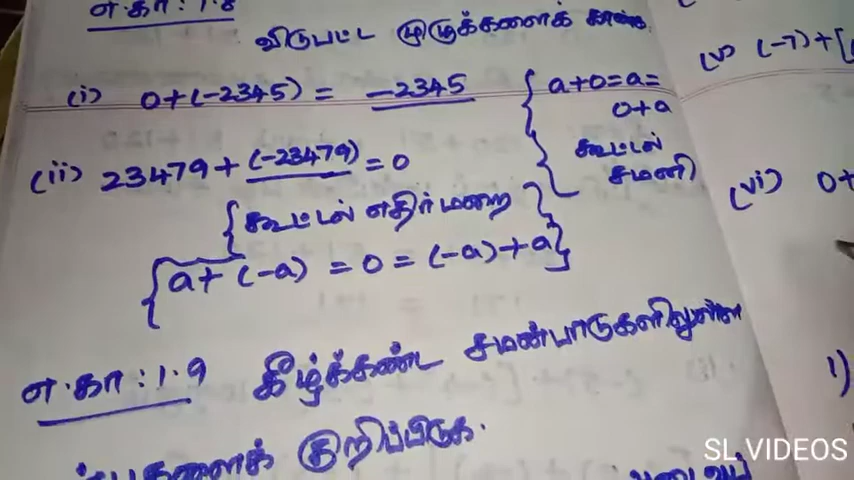 எ.கா : 1.8
விடுபட்ட முழுக்களைக் காண்க
(i) 0+(-2345) = -2345
{ a+0=a=
0+a
கூட்டல்
சமனி
(ii) 23479+(-23479)=0
{கூட்டல் எதிர்மறை}
{a+(-a) = 0 = (-a)+a}
எ.கா : 1.9 கீழ்க்கண்ட சமன்பாடுகளிலுள்ள
குறிப்பிடுக.
(v) (-7)+[
(vi) 0+
1)
SL VIDEOS